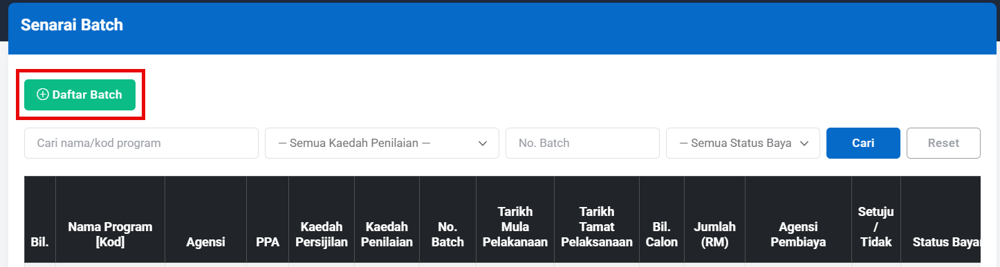 Senarai Batch
Daftar Batch
Cari nama/kod program
— Semua Kaedah Penilaian —
No. Batch
— Semua Status Baya
Cari
Reset
Bil.
Nama Program
[Kod]
Agensi
PPA
Kaedah
Persijilan
Kaedah
Penilaian
No.
Batch
Tarikh
Mula
Pelakanaan
Tarikh
Tamat
Pelaksanaan
Bil.
Calon
Jumlah
(RM)
Agensi
Pembiaya
Setuju
/
Tidak
Status Bayar